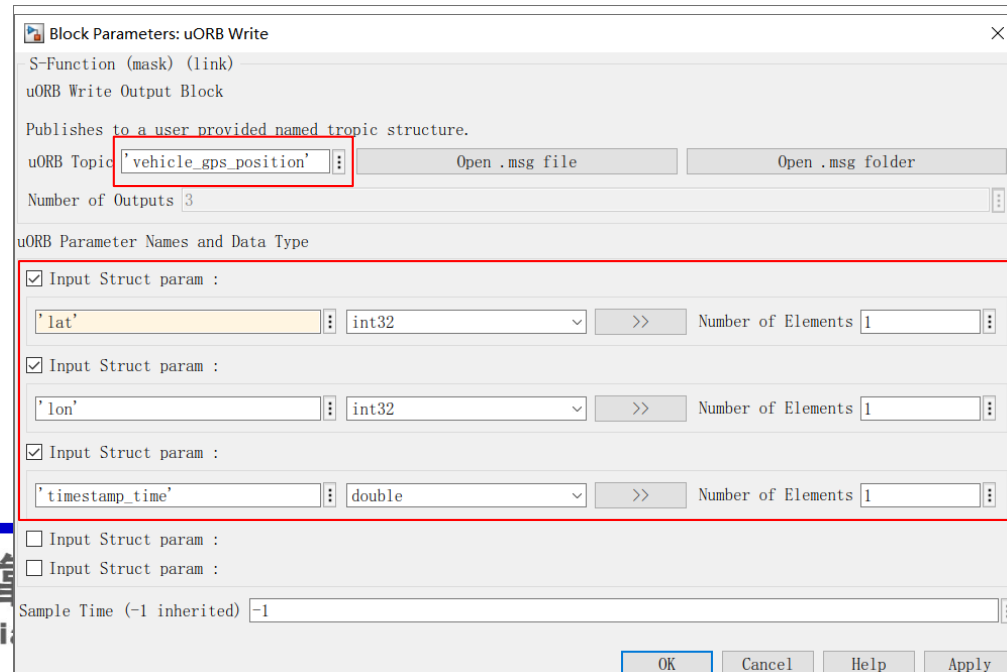 Block Parameters: uORB Write
S-Function (mask) (link)
uORB Write Output Block
Publishes to a user provided named tropic structure.
uORB Topic 'vehicle_gps_position' Open .msg file Open .msg folder
Number of Outputs 3
uORB Parameter Names and Data Type
Input Struct param :
'lat' int32 >> Number of Elements 1
Input Struct param :
'lon' int32 >> Number of Elements 1
Input Struct param :
'timestamp_time' double >> Number of Elements 1
Input Struct param :
Input Struct param :
Sample Time (-1 inherited) -1
OK Cancel Help Apply